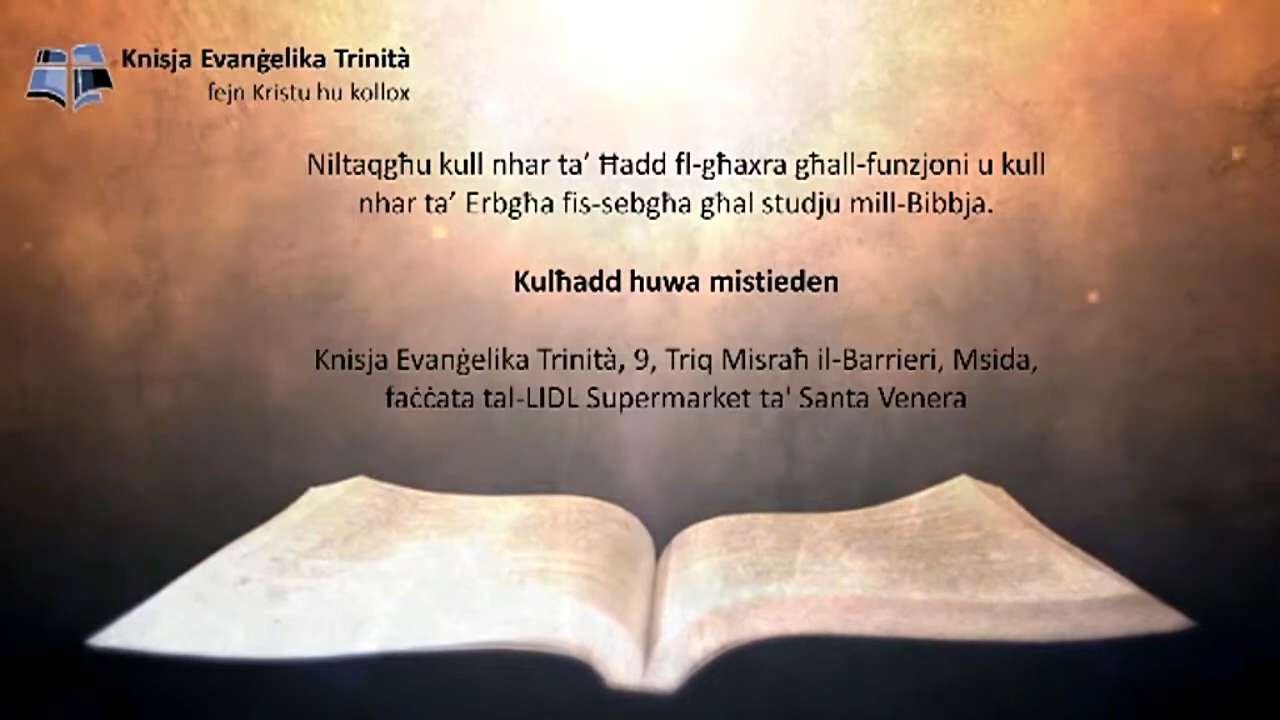 Knisja Evanġelika Trinità
fejn Kristu hu kollox
Niltaqgħu kull nhar ta’ Ħadd fl-għaxra għall-funzjoni u kull
nhar ta’ Erbgħa fis-sebgħa għal studju mill-Bibbja.
Kulħadd huwa mistieden
Knisja Evanġelika Trinità, 9, Triq Misraħ il-Barrieri, Msida,
faċċata tal-LIDL Supermarket ta' Santa Venera